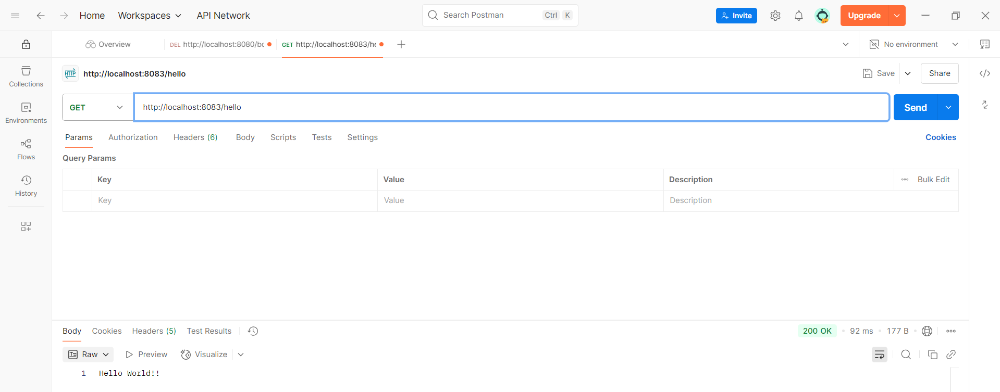 Home Workspaces API Network Search Postman Ctrl K Invite Upgrade
Overview DEL http://localhost:8080/bo GET http://localhost:8083/he No environment
HTTP http://localhost:8083/hello Save Share
Collections
GET http://localhost:8083/hello Send
Environments
Params Authorization Headers (6) Body Scripts Tests Settings Cookies
Flows
Query Params
Key Value Description Bulk Edit
History
Key Value Description
Body Cookies Headers (5) Test Results 200 OK 92 ms 177 B
Raw Preview Visualize
1 Hello World!!